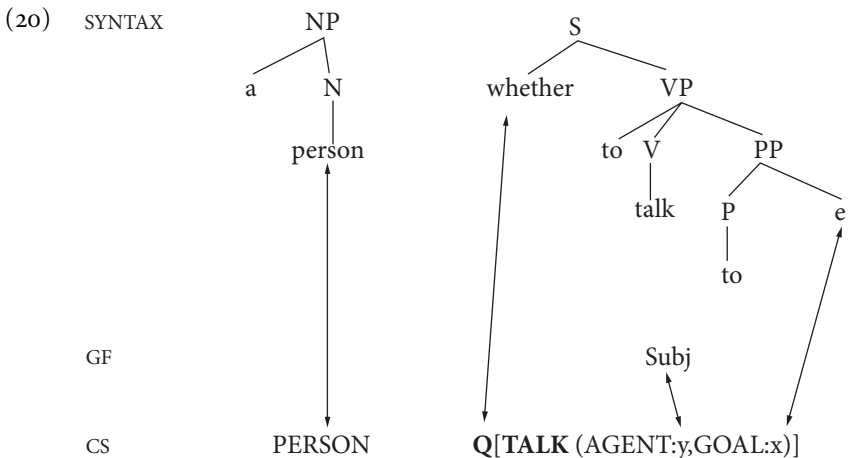 (20) SYNTAX NP S
a N whether VP
person to V PP
talk P e
to
GF Subj
CS PERSON Q[TALK (AGENT:y,GOAL:x)]